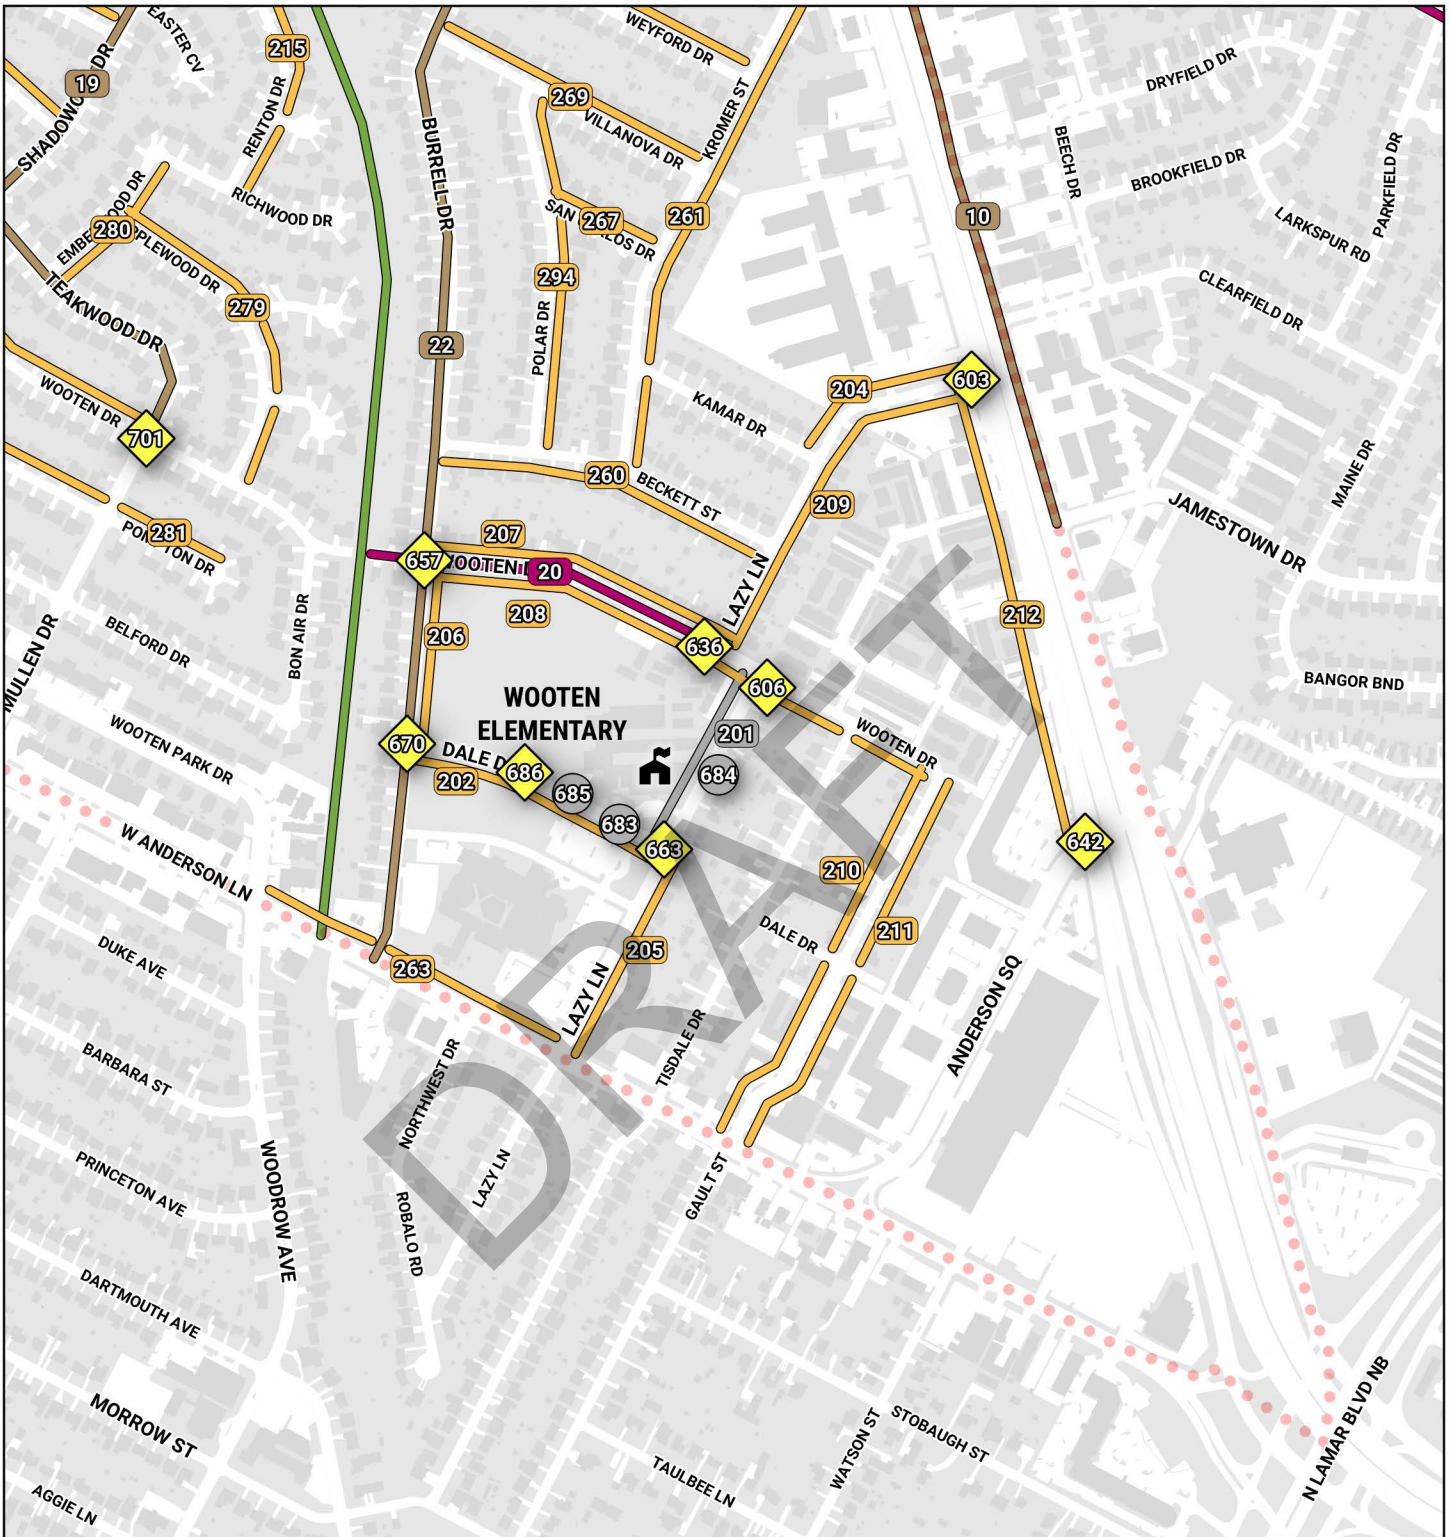 EASTER CV
215
WEYFORD DR
19
SHADOWOOD DR
RENTON DR
269
VILLANOVA DR
KROMER ST
DRYFIELD DR
BURRELL DR
BEECH DR
BROOKFIELD DR
PARKFIELD DR
RICHWOOD DR
SAN
267
OS DR
261
10
LARKSPUR RD
280
OD DR
PLEWOOD DR
TEAKWOOD DR
279
294
CLEARFIELD DR
POLAR DR
22
WOOTEN DR
701
204
603
KAMAR DR
MAINE DR
260
BECKETT ST
209
JAMESTOWN DR
281
TON DR
207
657
WOOTEN D
20
LAZY LN
208
206
212
BON AIR DR
BELFORD DR
MULLEN DR
636
606
BANGOR BND
WOOTEN
ELEMENTARY
201
WOOTEN DR
WOOTEN PARK DR
670
DALE D
202
686
685
684
683
663
642
W ANDERSON LN
210
211
DALE DR
205
263
DUKE AVE
LAZY LN
ANDERSON SQ
BARBARA ST
NORTHWEST DR
TISDALE DR
DRAFT
PRINCETON AVE
WOODROW AVE
LAZY LN
GAULT ST
ROBALO RD
DARTMOUTH AVE
MORROW ST
N LAMAR BLVD NB
WATSON ST
STOBAUGH ST
TAULBEE LN
AGGIE LN